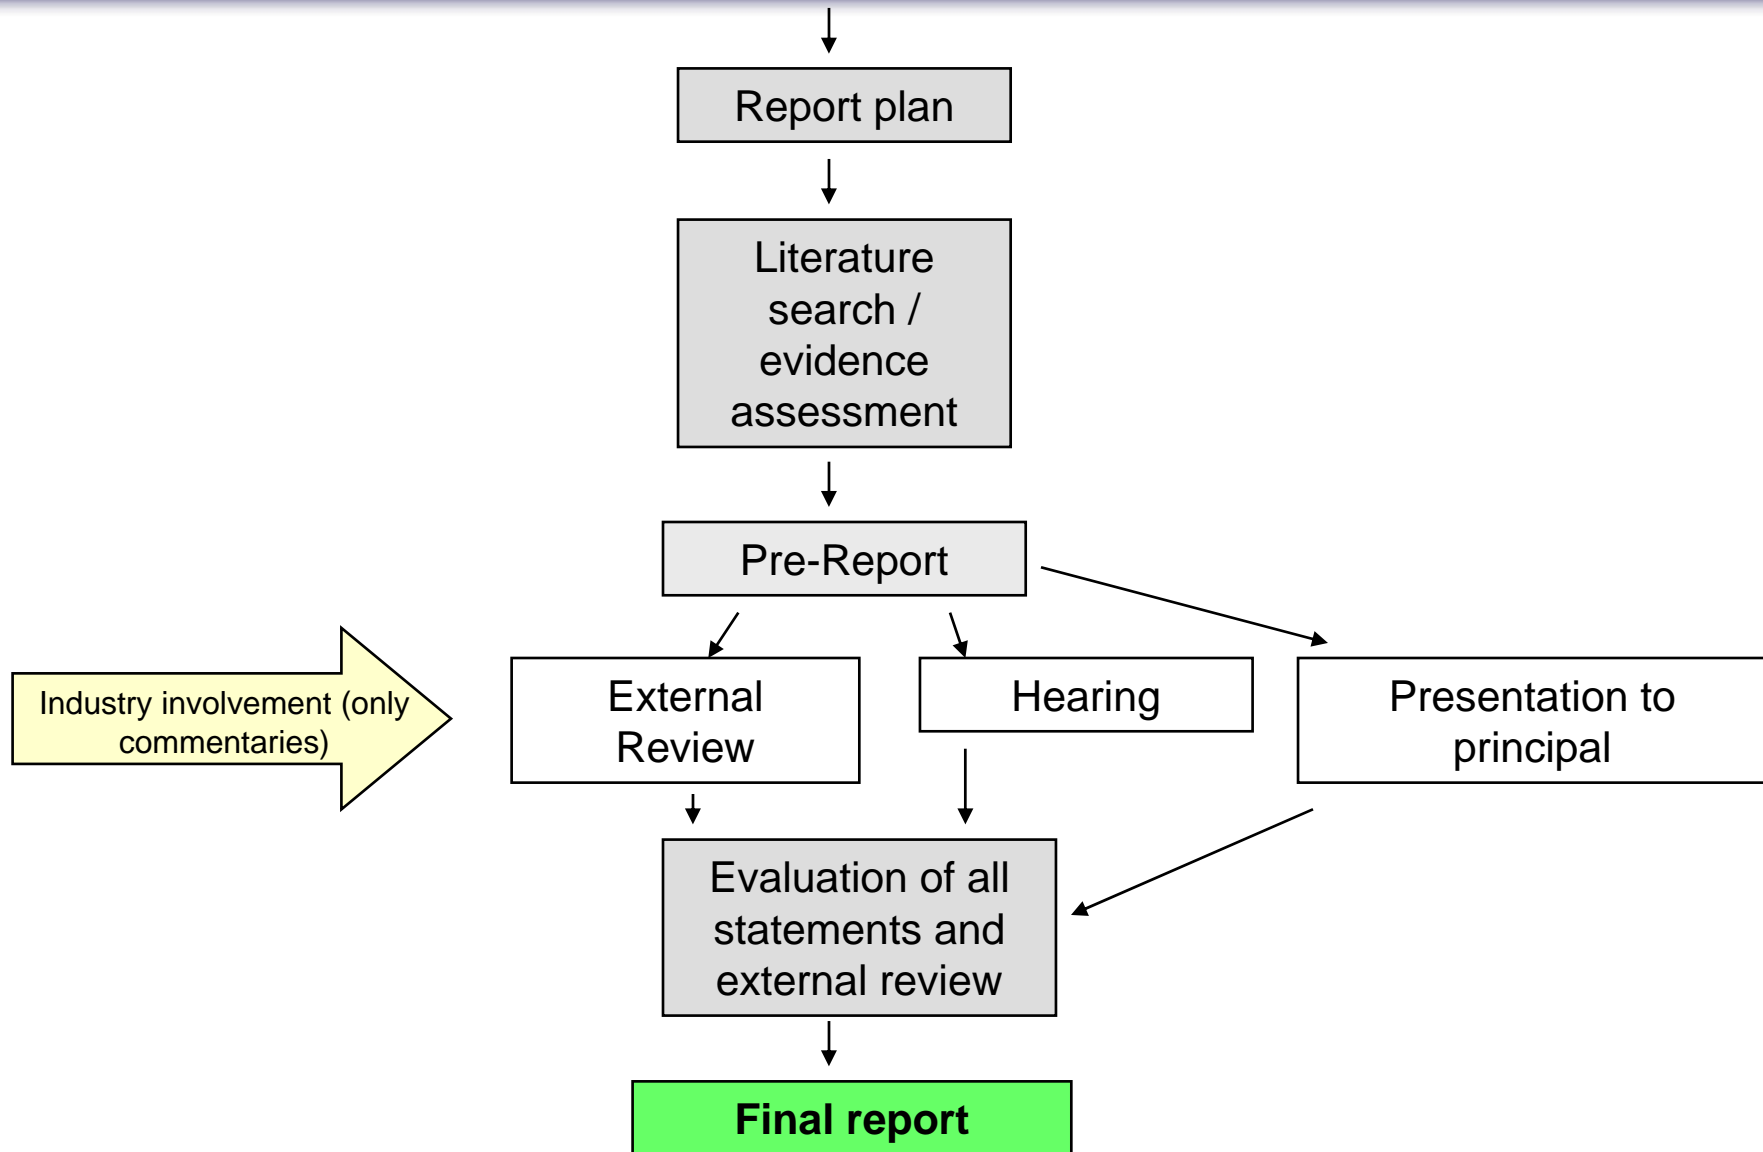 Report plan
Literature
search /
evidence
assessment
Pre-Report
Industry involvement (only
commentaries)
External
Review
Hearing
Presentation to
principal
Evaluation of all
statements and
external review
Final report